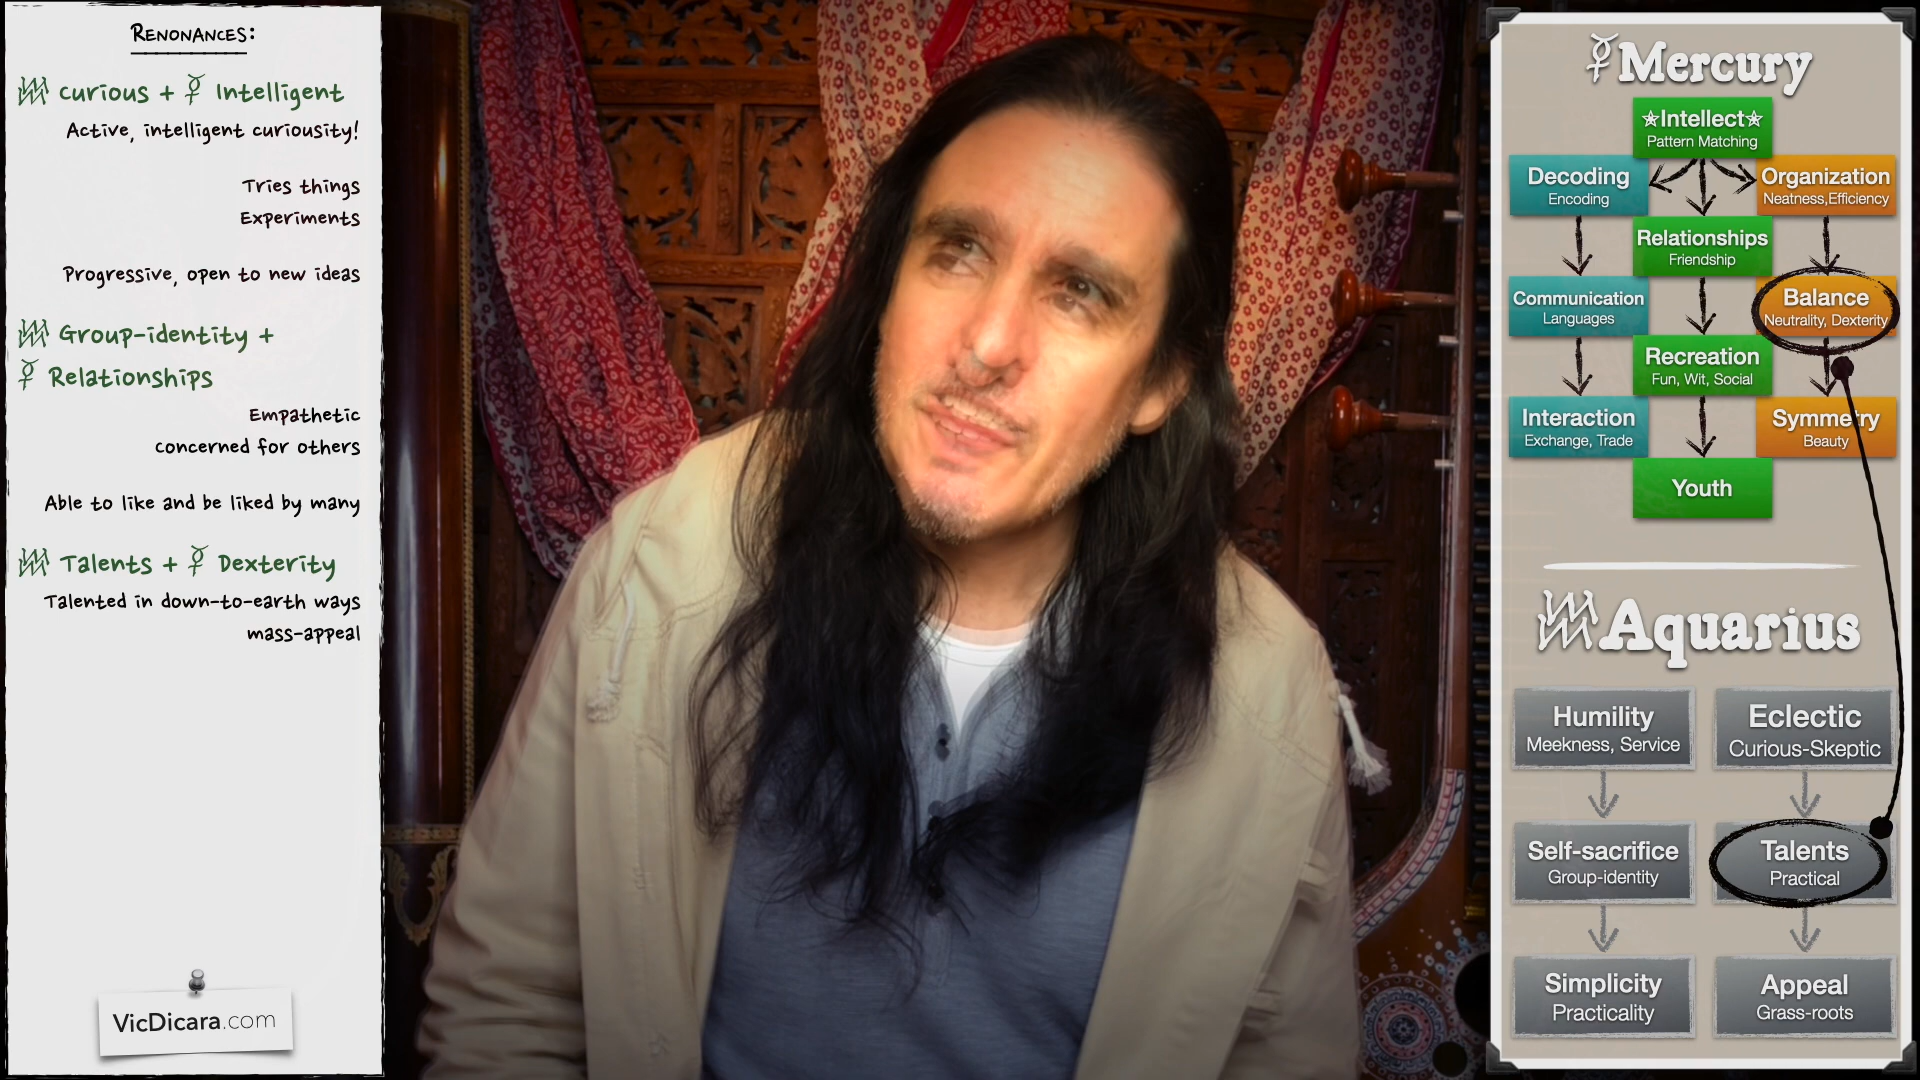 RENONANCES:
curious + Intelligent
Active, intelligent curiousity!
Tries things
Experiments
Progressive, open to new ideas
Group-identity +
Relationships
Empathetic
concerned for others
Able to like and be liked by many
Talents + Dexterity
Talented in down-to-earth ways
mass-appeal
VicDicara.com
Mercury
★Intellect★
Pattern Matching
Decoding
Encoding
Organization
Neatness,Efficiency
Relationships
Friendship
Communication
Languages
Balance
Neutrality, Dexterity
Recreation
Fun, Wit, Social
Interaction
Exchange, Trade
Symmetry
Beauty
Youth
Aquarius
Humility
Meekness, Service
Eclectic
Curious-Skeptic
Self-sacrifice
Group-identity
Talents
Practical
Simplicity
Practicality
Appeal
Grass-roots